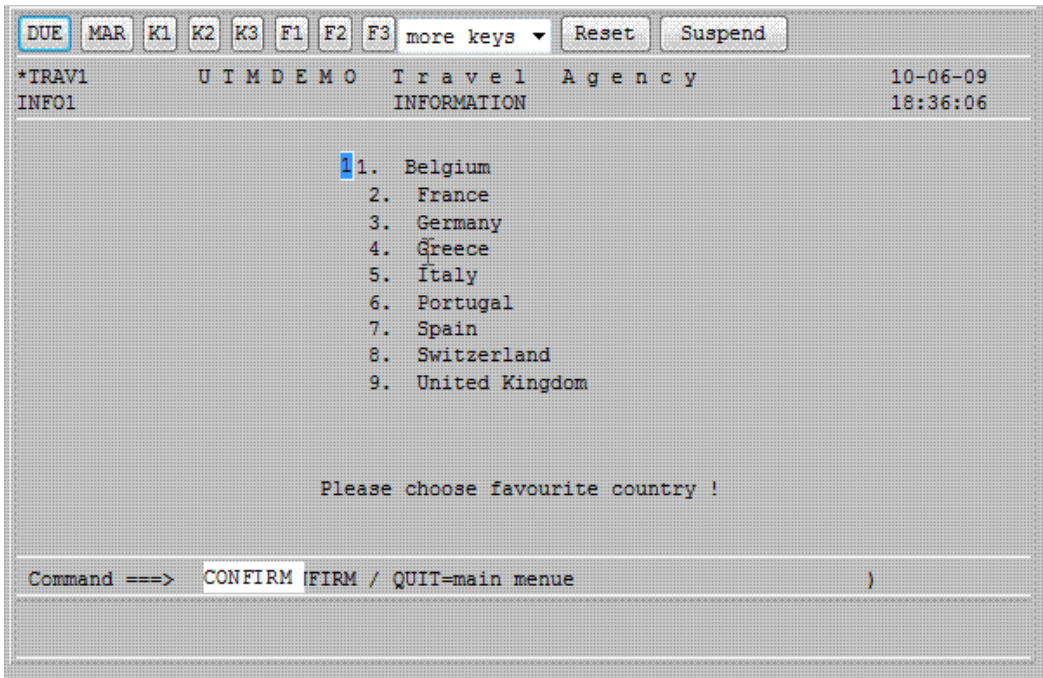 DUE MAR K1 K2 K3 F1 F2 F3 more keys Reset Suspend
*TRAV1 U T M D E M O T r a v e l A g e n c y 10-06-09
INFO1 INFORMATION 18:36:06
1 1. Belgium
2. France
3. Germany
4. Greece
5. Italy
6. Portugal
7. Spain
8. Switzerland
9. United Kingdom
Please choose favourite country !
Command ===> CONFIRM FIRM / QUIT=main menue )